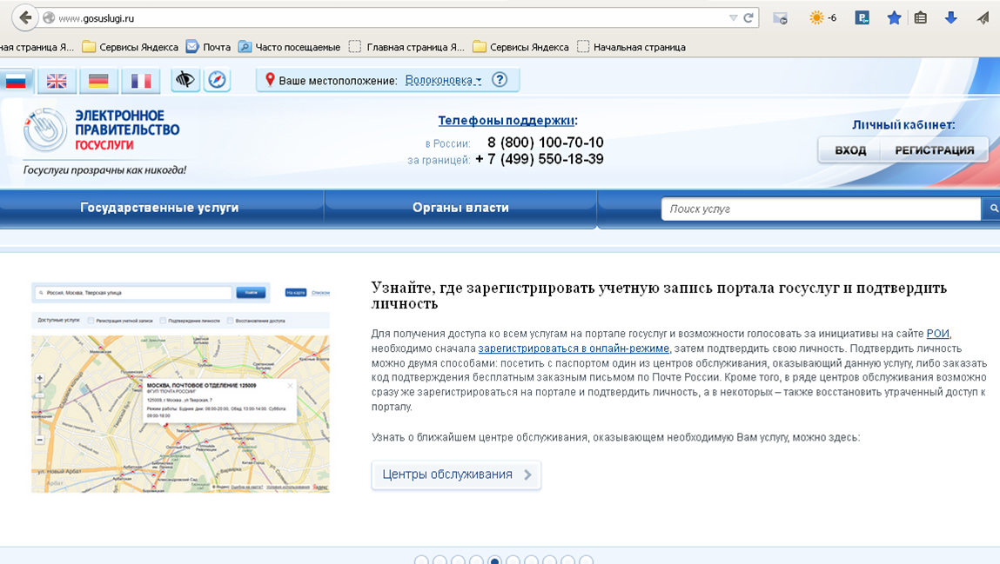 www.gosuslugi.ru
-6
ная страница Я...
Сервисы Яндекса
Почта
Часто посещаемые
Главная страница Я...
Сервисы Яндекса
Начальная страница
Ваше местоположение: Волоконовка
?
ЭЛЕКТРОННОЕ
ПРАВИТЕЛЬСТВО
ГОСУСЛУГИ
Госуслуги прозрачны как никогда!
Телефоны поддержки:
в России: 8 (800) 100-70-10
за границей: + 7 (499) 550-18-39
Личный кабинет:
ВХОД РЕГИСТРАЦИЯ
Государственные услуги
Органы власти
Поиск услуг
Россия, Москва, Тверская улица
Найти
На карте
Списком
Доступные услуги:
Регистрация учетной записи
Подтверждение личности
Восстановление доступа
МОСКВА, ПОЧТОВОЕ ОТДЕЛЕНИЕ 125009
ФГУП "ПОЧТА РОССИИ"
125009, г Москва, ул Тверская, 7
Режим работы: Будние дни: 08:00-20:00, Обед: 13:00-14:00, Суббота:
09:00-18:00
ул. Новый Арбат
Узнайте, где зарегистрировать учетную запись портала госуслуг и подтвердить
личность
Для получения доступа ко всем услугам на портале госуслуг и возможности голосовать за инициативы на сайте РОИ,
необходимо сначала зарегистрироваться в онлайн-режиме, затем подтвердить свою личность. Подтвердить личность
можно двумя способами: посетить с паспортом один из центров обслуживания, оказывающий данную услугу, либо заказать
код подтверждения бесплатным заказным письмом по Почте России. Кроме того, в ряде центров обслуживания возможно
сразу же зарегистрироваться на портале и подтвердить личность, а в некоторых – также восстановить утраченный доступ к
порталу.
Узнать о ближайшем центре обслуживания, оказывающем необходимую Вам услугу, можно здесь:
Центры обслуживания